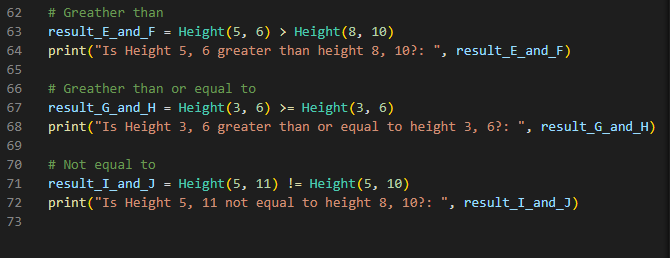 62 # Greather than
63 result_E_and_F = Height(5, 6) > Height(8, 10)
64 print("Is Height 5, 6 greater than height 8, 10?: ", result_E_and_F)
65
66 # Greather than or equal to
67 result_G_and_H = Height(3, 6) >= Height(3, 6)
68 print("Is Height 3, 6 greater than or equal to height 3, 6?: ", result_G_and_H)
69
70 # Not equal to
71 result_I_and_J = Height(5, 11) != Height(5, 10)
72 print("Is Height 5, 11 not equal to height 8, 10?: ", result_I_and_J)
73